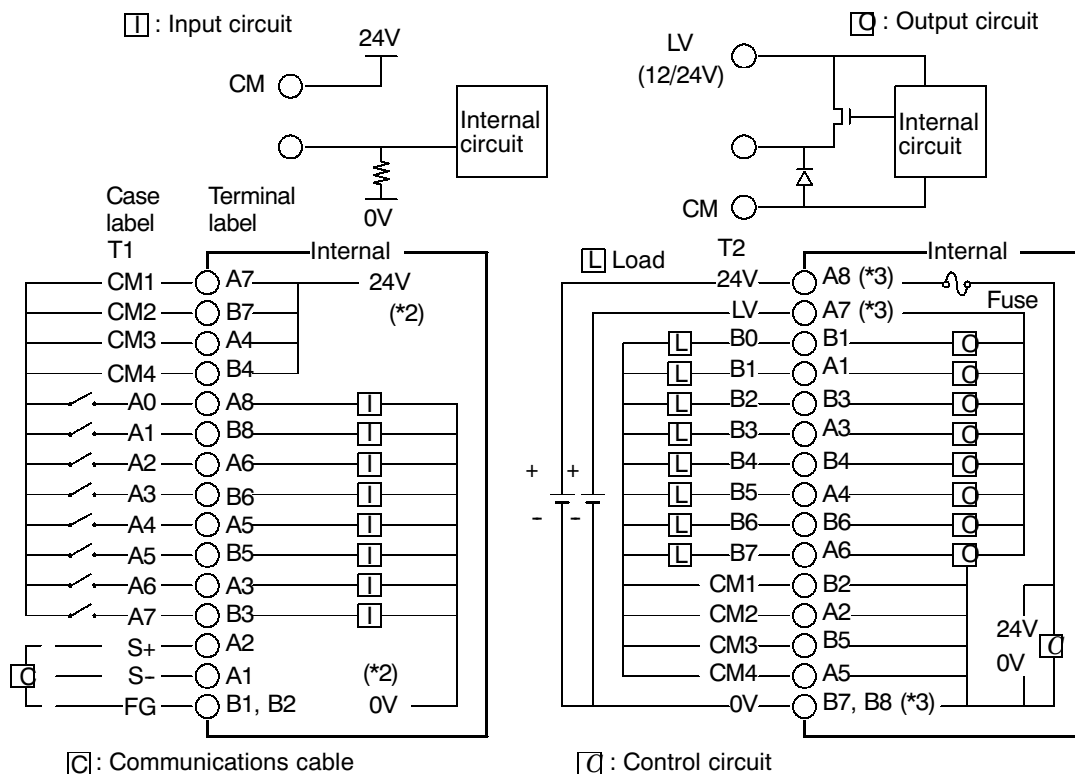 I : Input circuit
24V
CM
Internal circuit
0V
O : Output circuit
LV
(12/24V)
Internal circuit
CM
Case label
Terminal label
T1
Internal
CM1 A7 24V
CM2 B7 (*2)
CM3 A4
CM4 B4
A0 A8 I
A1 B8 I
A2 A6 I
A3 B6 I
A4 A5 I
A5 B5 I
A6 A3 I
A7 B3 I
S+ A2
C S- A1 (*2)
FG B1, B2 0V
C : Communications cable
L Load
T2
Internal
24V A8 (*3)
Fuse
LV A7 (*3)
L B0 B1 O
L B1 A1 O
L B2 B3 O
L B3 A3 O
L B4 B4 O
+ +
L B5 A4 O
- -
L B6 B6 O
L B7 A6 O
CM1 B2
CM2 A2
24V
CM3 B5 C
0V
CM4 A5
0V B7, B8 (*3)
C : Control circuit